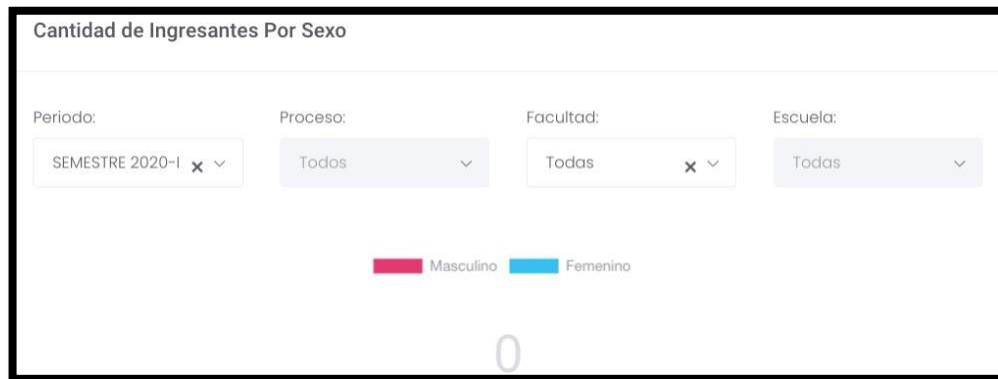 Cantidad de Ingresantes Por Sexo
Periodo: Proceso: Facultad: Escuela:
SEMESTRE 2020-I Todos Todas Todas
Masculino Femenino
0